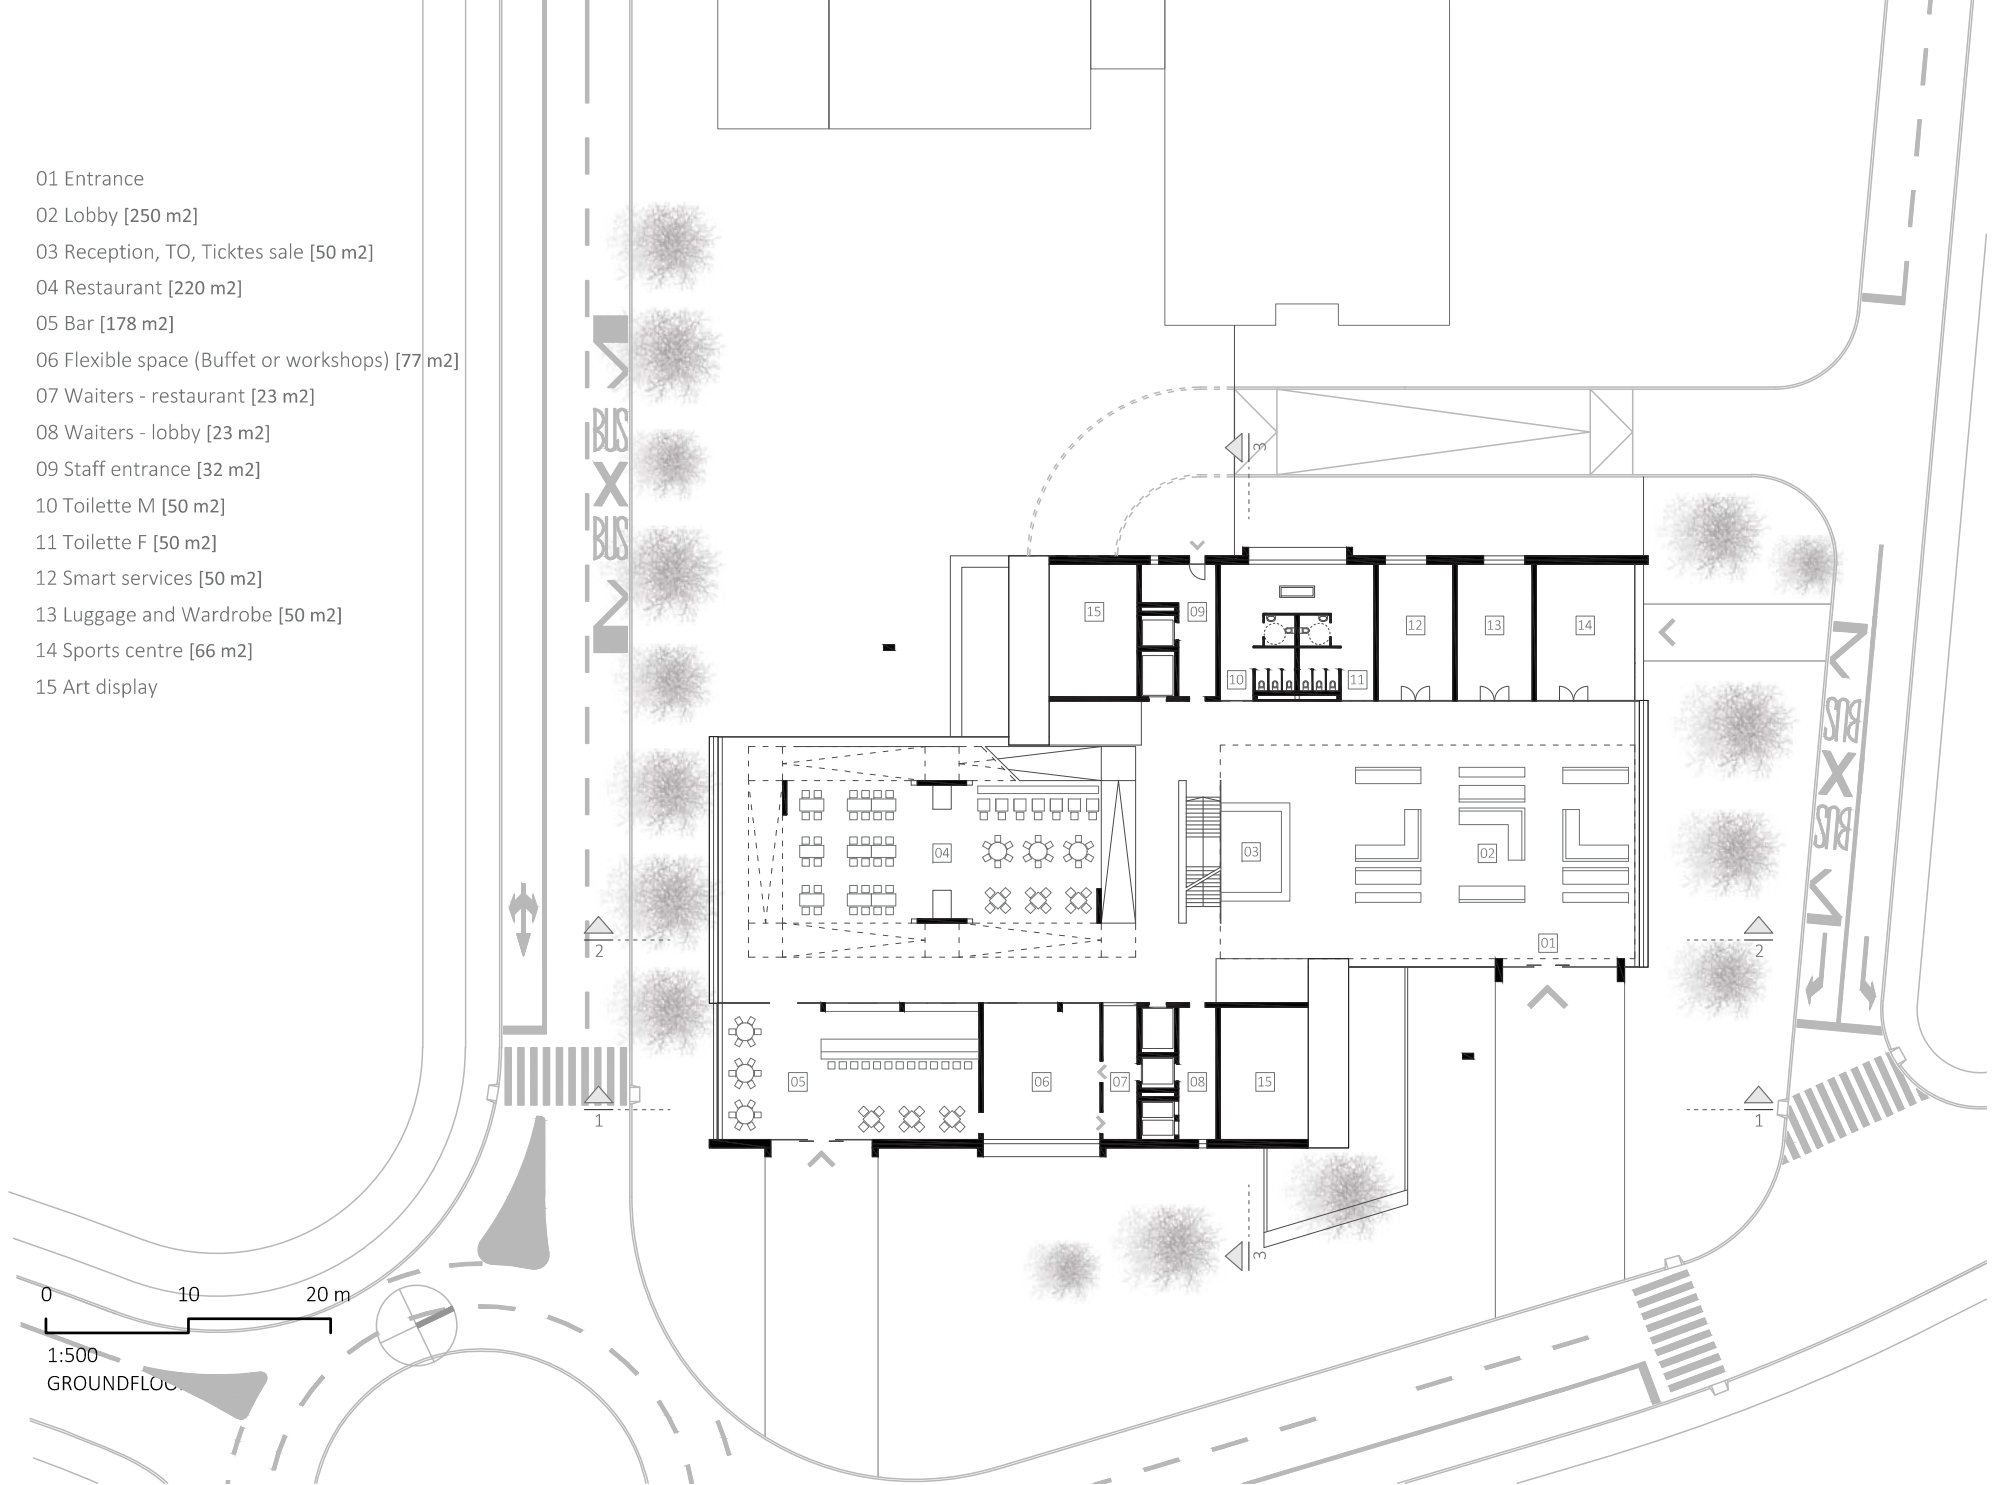 01 Entrance
02 Lobby [250 m2]
03 Reception, TO, Ticktes sale [50 m2]
04 Restaurant [220 m2]
05 Bar [178 m2]
06 Flexible space (Buffet or workshops) [77 m2]
07 Waiters - restaurant [23 m2]
08 Waiters - lobby [23 m2]
09 Staff entrance [32 m2]
10 Toilette M [50 m2]
11 Toilette F [50 m2]
12 Smart services [50 m2]
13 Luggage and Wardrobe [50 m2]
14 Sports centre [66 m2]
15 Art display
BUS
BUS
3
15
09
10
11
12
13
14
BUS
BUS
04
03
02
01
2
2
05
06
07
08
15
1
1
3
0 10 20 m
1:500
GROUNDFLOO